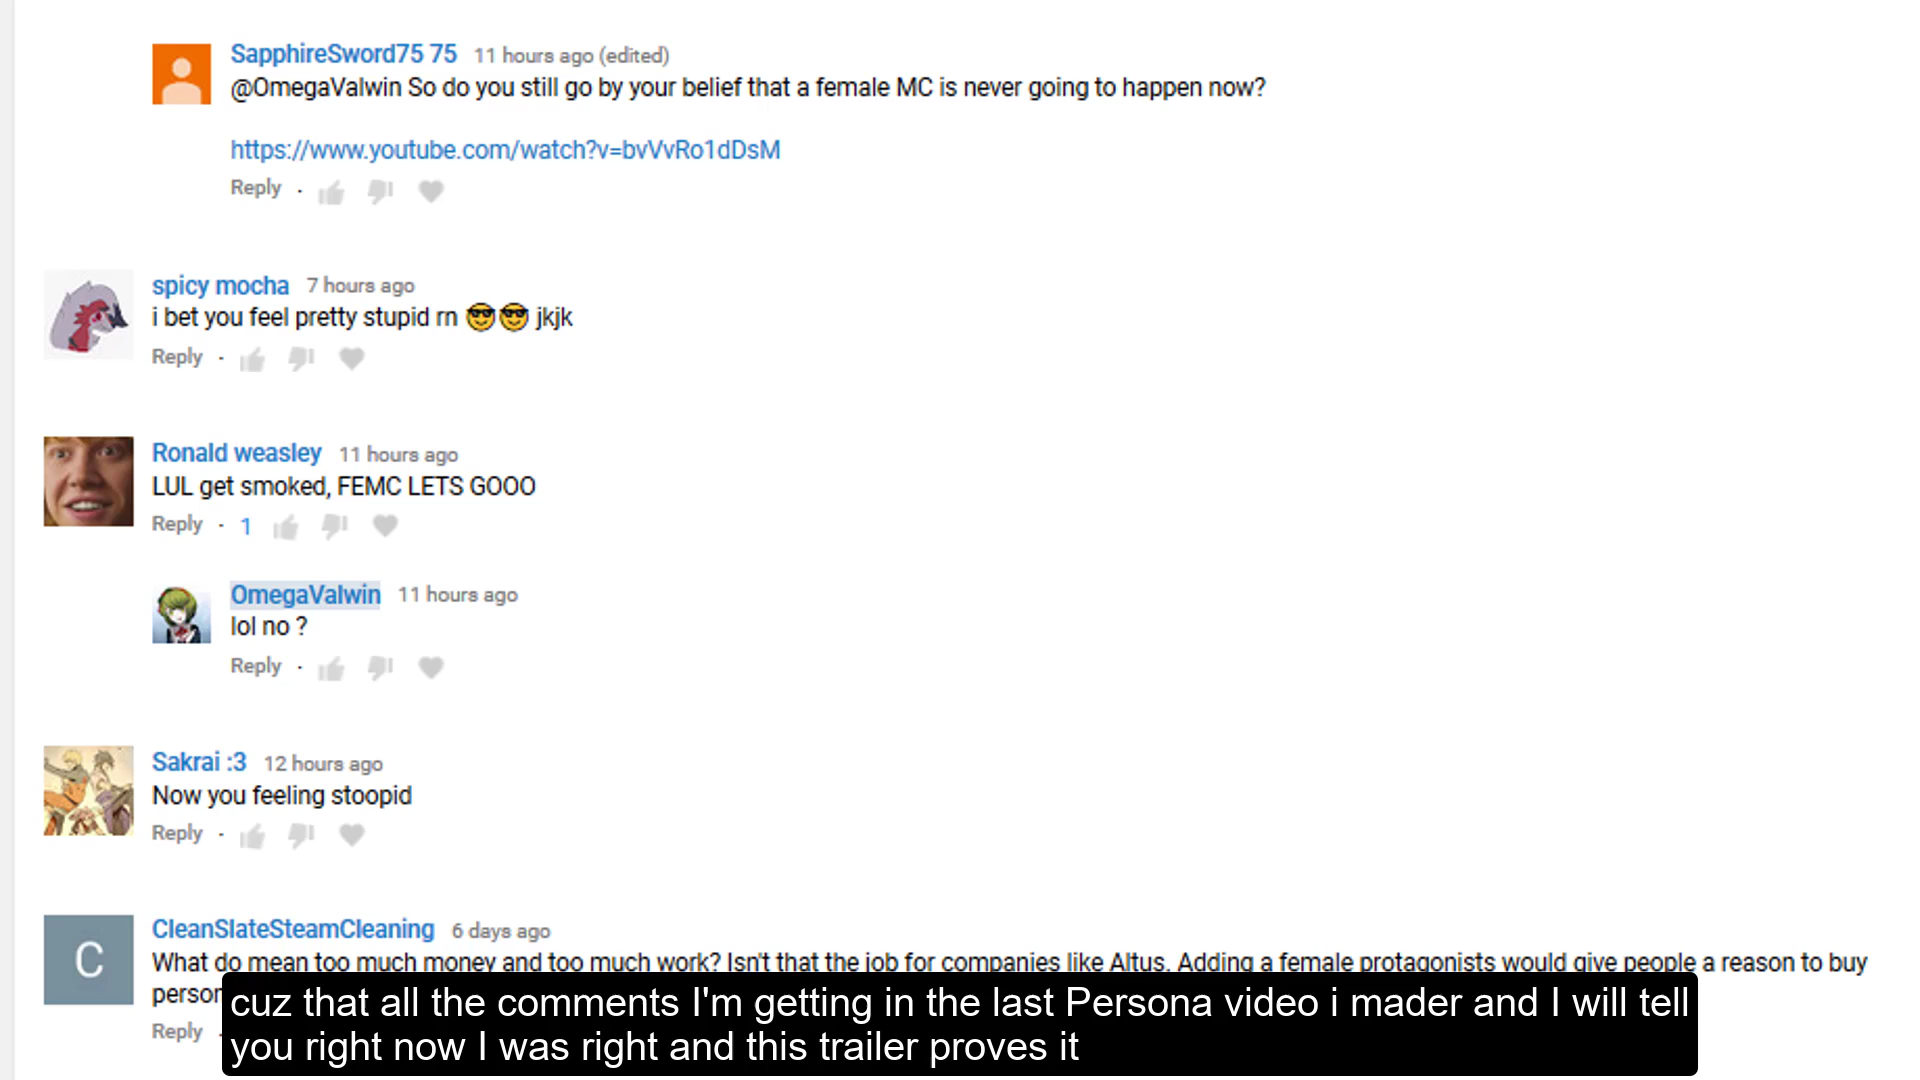 SapphireSword75 75 11 hours ago (edited)
@OmegaValwin So do you still go by your belief that a female MC is never going to happen now?
https://www.youtube.com/watch?v=bvVvRo1dDsM
Reply ·
spicy mocha 7 hours ago
i bet you feel pretty stupid rn 😎😎 jkjk
Reply ·
Ronald weasley 11 hours ago
LUL get smoked, FEMC LETS GOOO
Reply · 1
OmegaValwin 11 hours ago
lol no ?
Reply ·
Sakrai :3 12 hours ago
Now you feeling stoopid
Reply ·
C
CleanSlateSteamCleaning 6 days ago
What do mean too much money and too much work? Isn't that the job for companies like Altus. Adding a female protagonists would give people a reason to buy
Reply
cuz that all the comments I'm getting in the last Persona video i mader and I will tell
you right now I was right and this trailer proves it